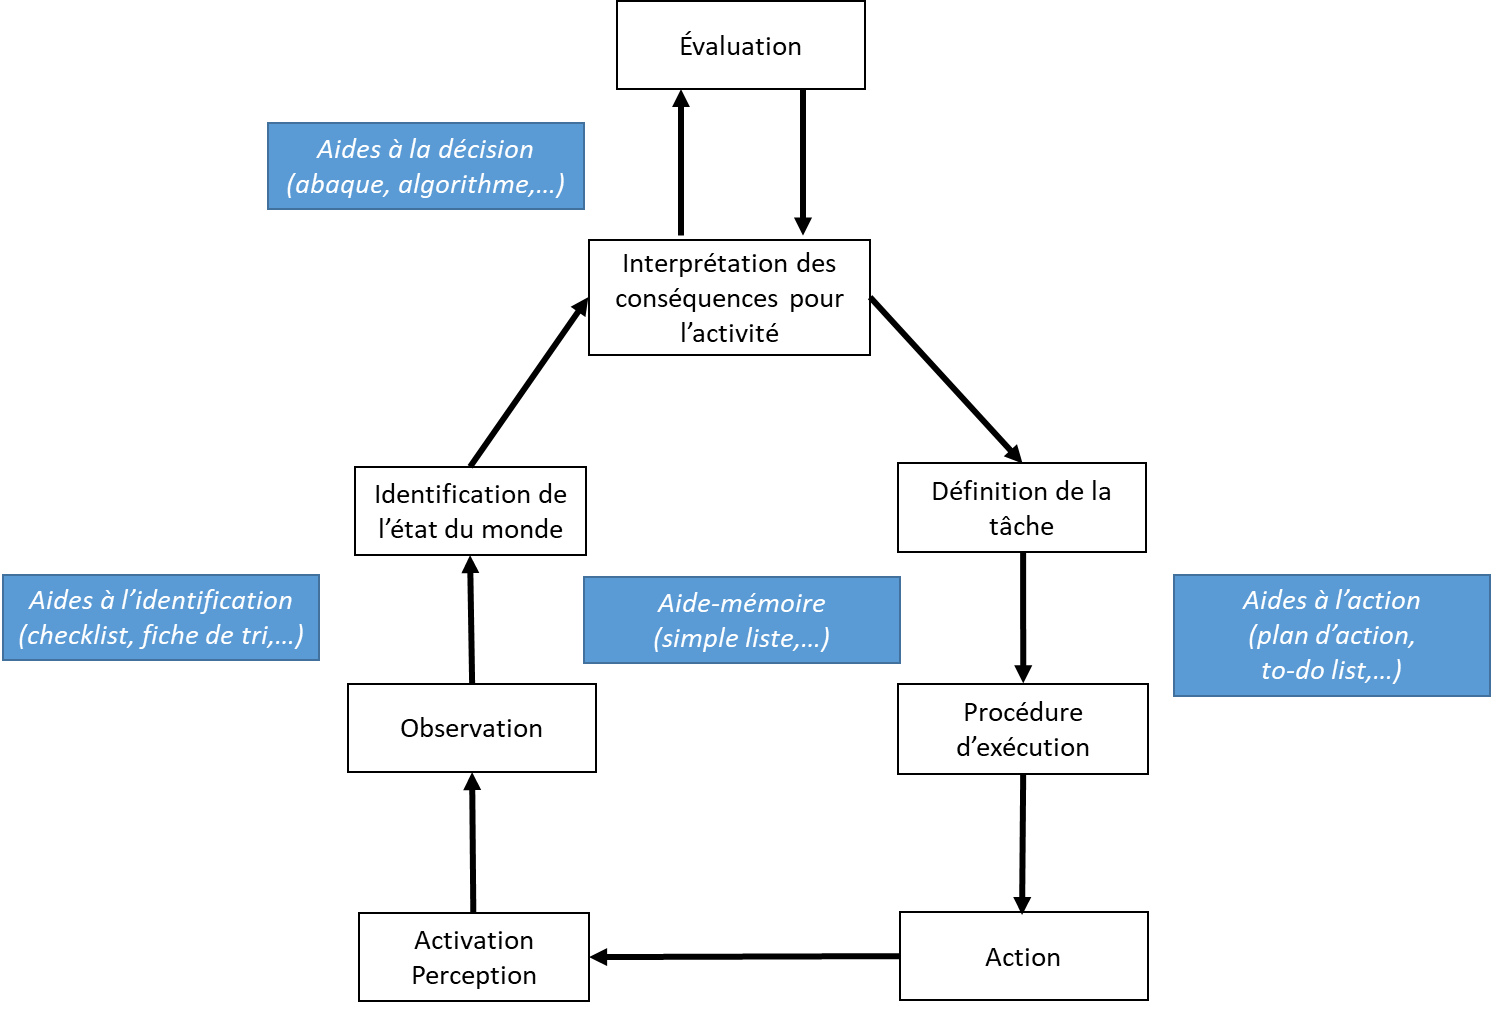 Évaluation
Aides à la décision
(abaque, algorithme,...)
Interprétation des
conséquences pour
l’activité
Identification de
l’état du monde
Définition de la
tâche
Aides à l’identification
(checklist, fiche de tri,...)
Aide-mémoire
(simple liste,...)
Aides à l’action
(plan d’action,
to-do list,...)
Observation
Procédure
d’exécution
Activation
Perception
Action